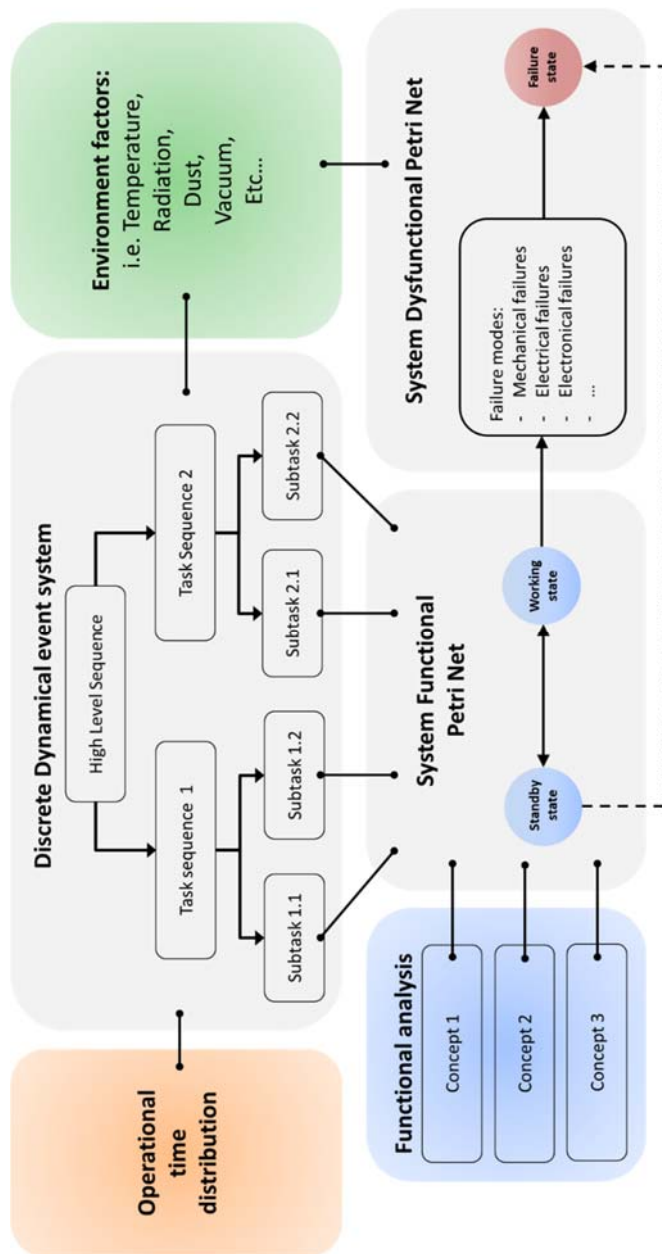 Operational
time
distribution
Discrete Dynamical event system
High Level Sequence
Task sequence 1
Task Sequence 2
Subtask 1.1
Subtask 1.2
Subtask 2.1
Subtask 2.2
Environment factors:
i.e. Temperature,
Radiation,
Dust,
Vacuum,
Etc...
Functional analysis
Concept 1
Concept 2
Concept 3
System Functional
Petri Net
Standby
state
Working
state
System Dysfunctional Petri Net
Failure modes:
- Mechanical failures
- Electrical failures
- Electronical failures
- ...
Failure
state